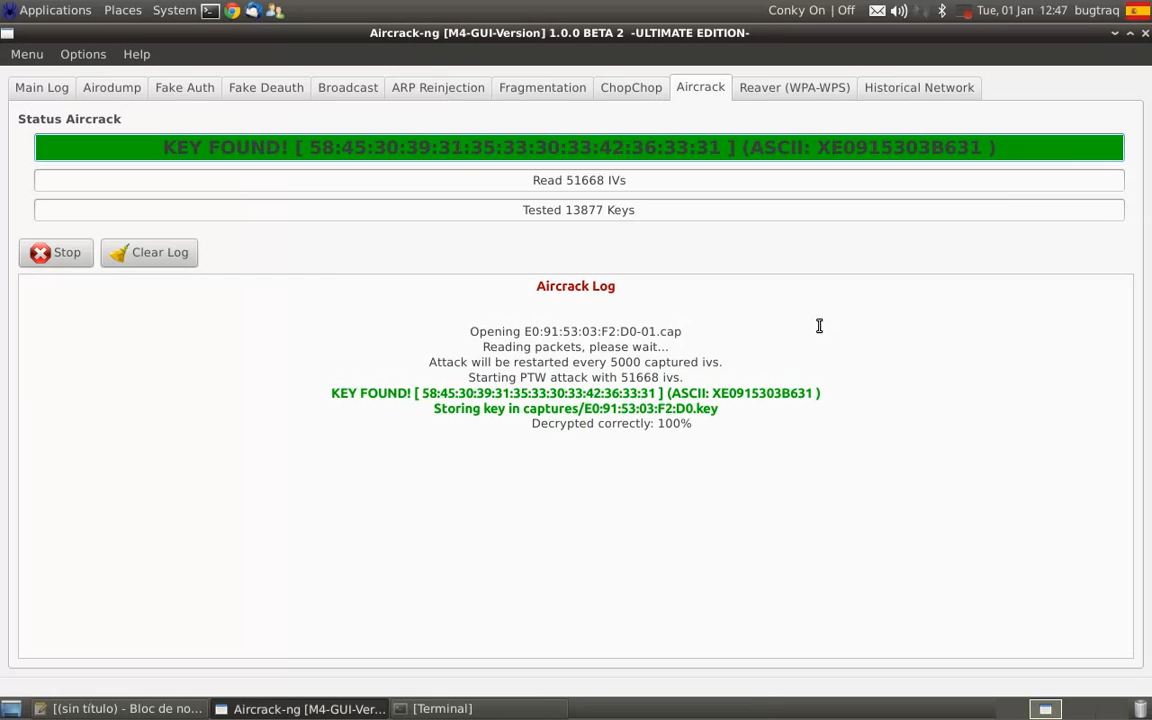 Applications Places System Conky On | Off Tue, 01 Jan 12:47 bugtraq
Aircrack-ng [M4-GUI-Version] 1.0.0 BETA 2 -ULTIMATE EDITION-
Menu Options Help
Main Log Airodump Fake Auth Fake Deauth Broadcast ARP Reinjection Fragmentation ChopChop Aircrack Reaver (WPA-WPS) Historical Network
Status Aircrack
KEY FOUND! [ 58:45:30:39:31:35:33:30:33:42:36:33:31 ] (ASCII: XE0915303B631 )
Read 51668 IVs
Tested 13877 Keys
Stop Clear Log
Aircrack Log
Opening E0:91:53:03:F2:D0-01.cap
Reading packets, please wait...
Attack will be restarted every 5000 captured ivs.
Starting PTW attack with 51668 ivs.
KEY FOUND! [ 58:45:30:39:31:35:33:30:33:42:36:33:31 ] (ASCII: XE0915303B631 )
Storing key in captures/E0:91:53:03:F2:D0.key
Decrypted correctly: 100%
[(sin título) - Bloc de no... Aircrack-ng [M4-GUI-Ver... [Terminal]